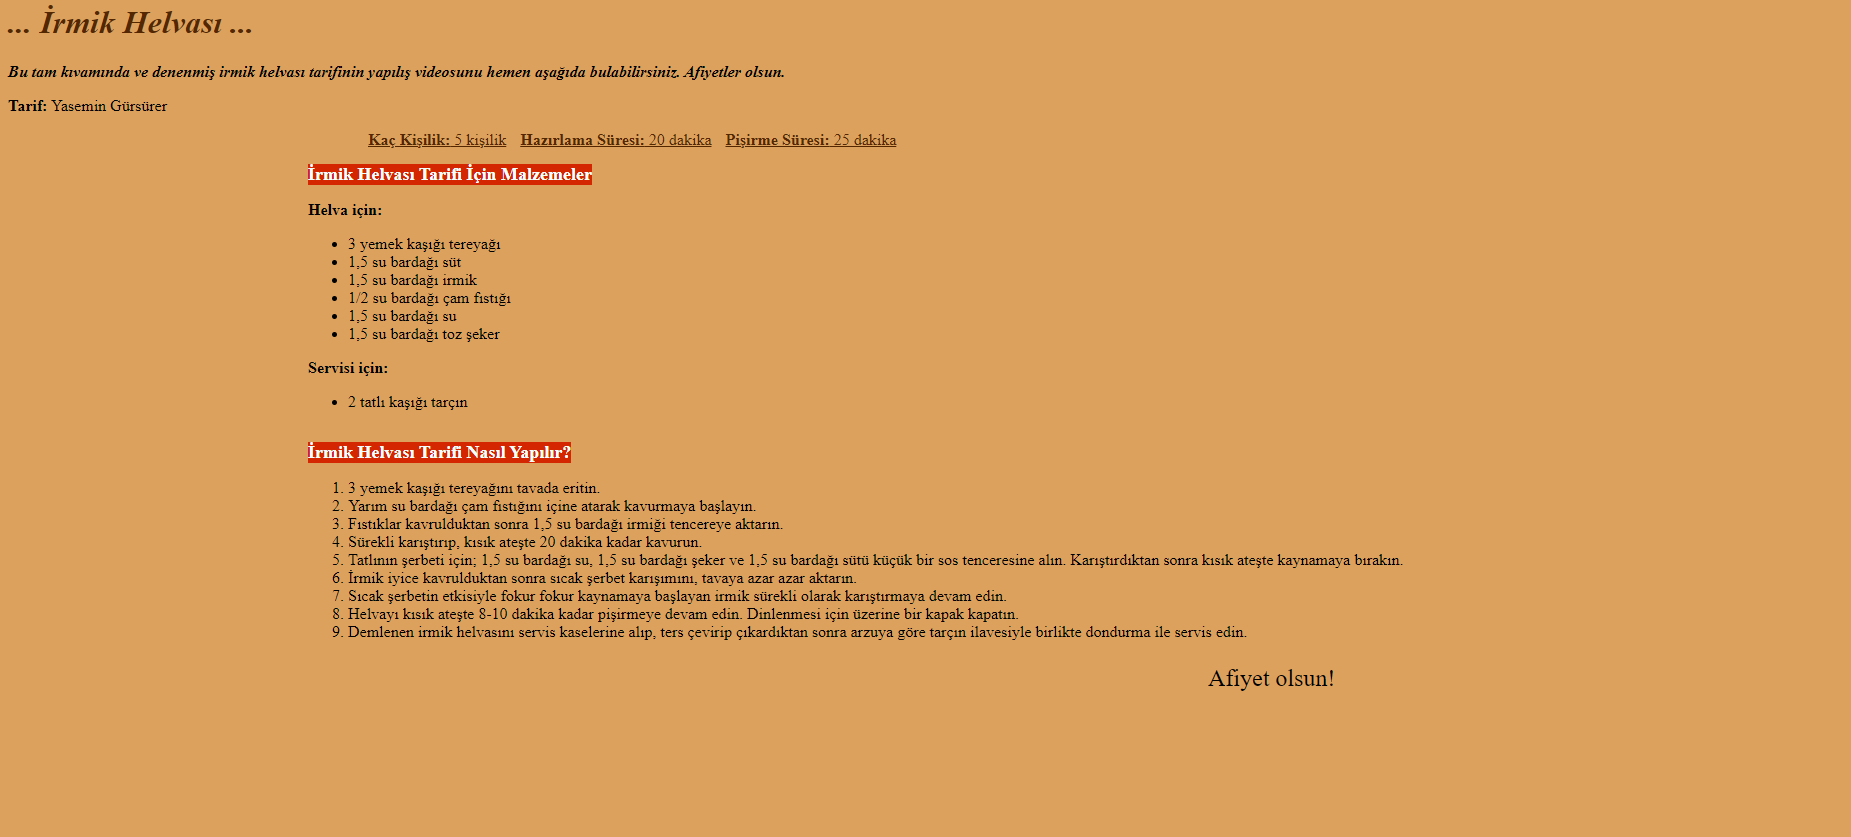 ... İrmik Helvası ...
Bu tam kıvamında ve denenmiş irmik helvası tarifinin yapılış videosunu hemen aşağıda bulabilirsiniz. Afiyetler olsun.
Tarif: Yasemin Gürsürer
Kaç Kişilik: 5 kişilik Hazırlama Süresi: 20 dakika Pişirme Süresi: 25 dakika
İrmik Helvası Tarifi İçin Malzemeler
Helva için:
• 3 yemek kaşığı tereyağı
• 1,5 su bardağı süt
• 1,5 su bardağı irmik
• 1/2 su bardağı çam fıstığı
• 1,5 su bardağı su
• 1,5 su bardağı toz şeker
Servisi için:
• 2 tatlı kaşığı tarçın
İrmik Helvası Tarifi Nasıl Yapılır?
1. 3 yemek kaşığı tereyağını tavada eritin.
2. Yarım su bardağı çam fıstığını içine atarak kavurmaya başlayın.
3. Fıstıklar kavrulduktan sonra 1,5 su bardağı irmiği tencereye aktarın.
4. Sürekli karıştırıp, kısık ateşte 20 dakika kadar kavurun.
5. Tatlının şerbeti için; 1,5 su bardağı su, 1,5 su bardağı şeker ve 1,5 su bardağı sütü küçük bir sos tenceresine alın. Karıştırdıktan sonra kısık ateşte kaynamaya bırakın.
6. İrmik iyice kavrulduktan sonra sıcak şerbet karışımını, tavaya azar azar aktarın.
7. Sıcak şerbetin etkisiyle fokur fokur kaynamaya başlayan irmik sürekli olarak karıştırmaya devam edin.
8. Helvayı kısık ateşte 8-10 dakika kadar pişirmeye devam edin. Dinlenmesi için üzerine bir kapak kapatın.
9. Demlenen irmik helvasını servis kaselerine alıp, ters çevirip çıkardıktan sonra arzuya göre tarçın ilavesiyle birlikte dondurma ile servis edin.
Afiyet olsun!